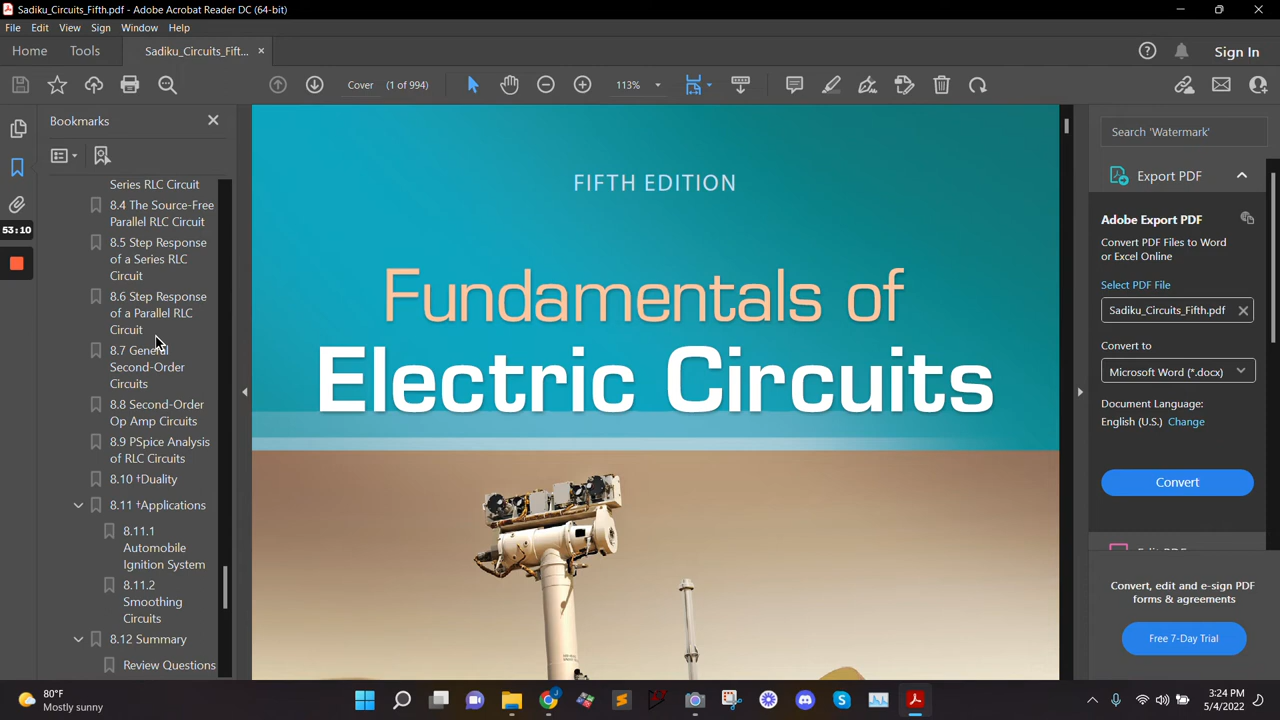 Sadiku_Circuits_Fifth.pdf - Adobe Acrobat Reader DC (64-bit)
File Edit View Sign Window Help
Home Tools Sadiku_Circuits_Fift... × Sign In
Cover (1 of 994) 113%
Bookmarks
Series RLC Circuit
8.4 The Source-Free
Parallel RLC Circuit
8.5 Step Response
of a Series RLC
Circuit
8.6 Step Response
of a Parallel RLC
Circuit
8.7 General
Second-Order
Circuits
8.8 Second-Order
Op Amp Circuits
8.9 PSpice Analysis
of RLC Circuits
8.10 †Duality
8.11 †Applications
8.11.1
Automobile
Ignition System
8.11.2
Smoothing
Circuits
8.12 Summary
Review Questions
53:10
FIFTH EDITION
Fundamentals of
Electric Circuits
Search 'Watermark'
Export PDF
Adobe Export PDF
Convert PDF Files to Word
or Excel Online
Select PDF File
Sadiku_Circuits_Fifth.pdf
Convert to
Microsoft Word (*.docx)
Document Language:
English (U.S.) Change
Convert
Convert, edit and e-sign PDF
forms & agreements
Free 7-Day Trial
80°F
Mostly sunny
3:24 PM
5/4/2022